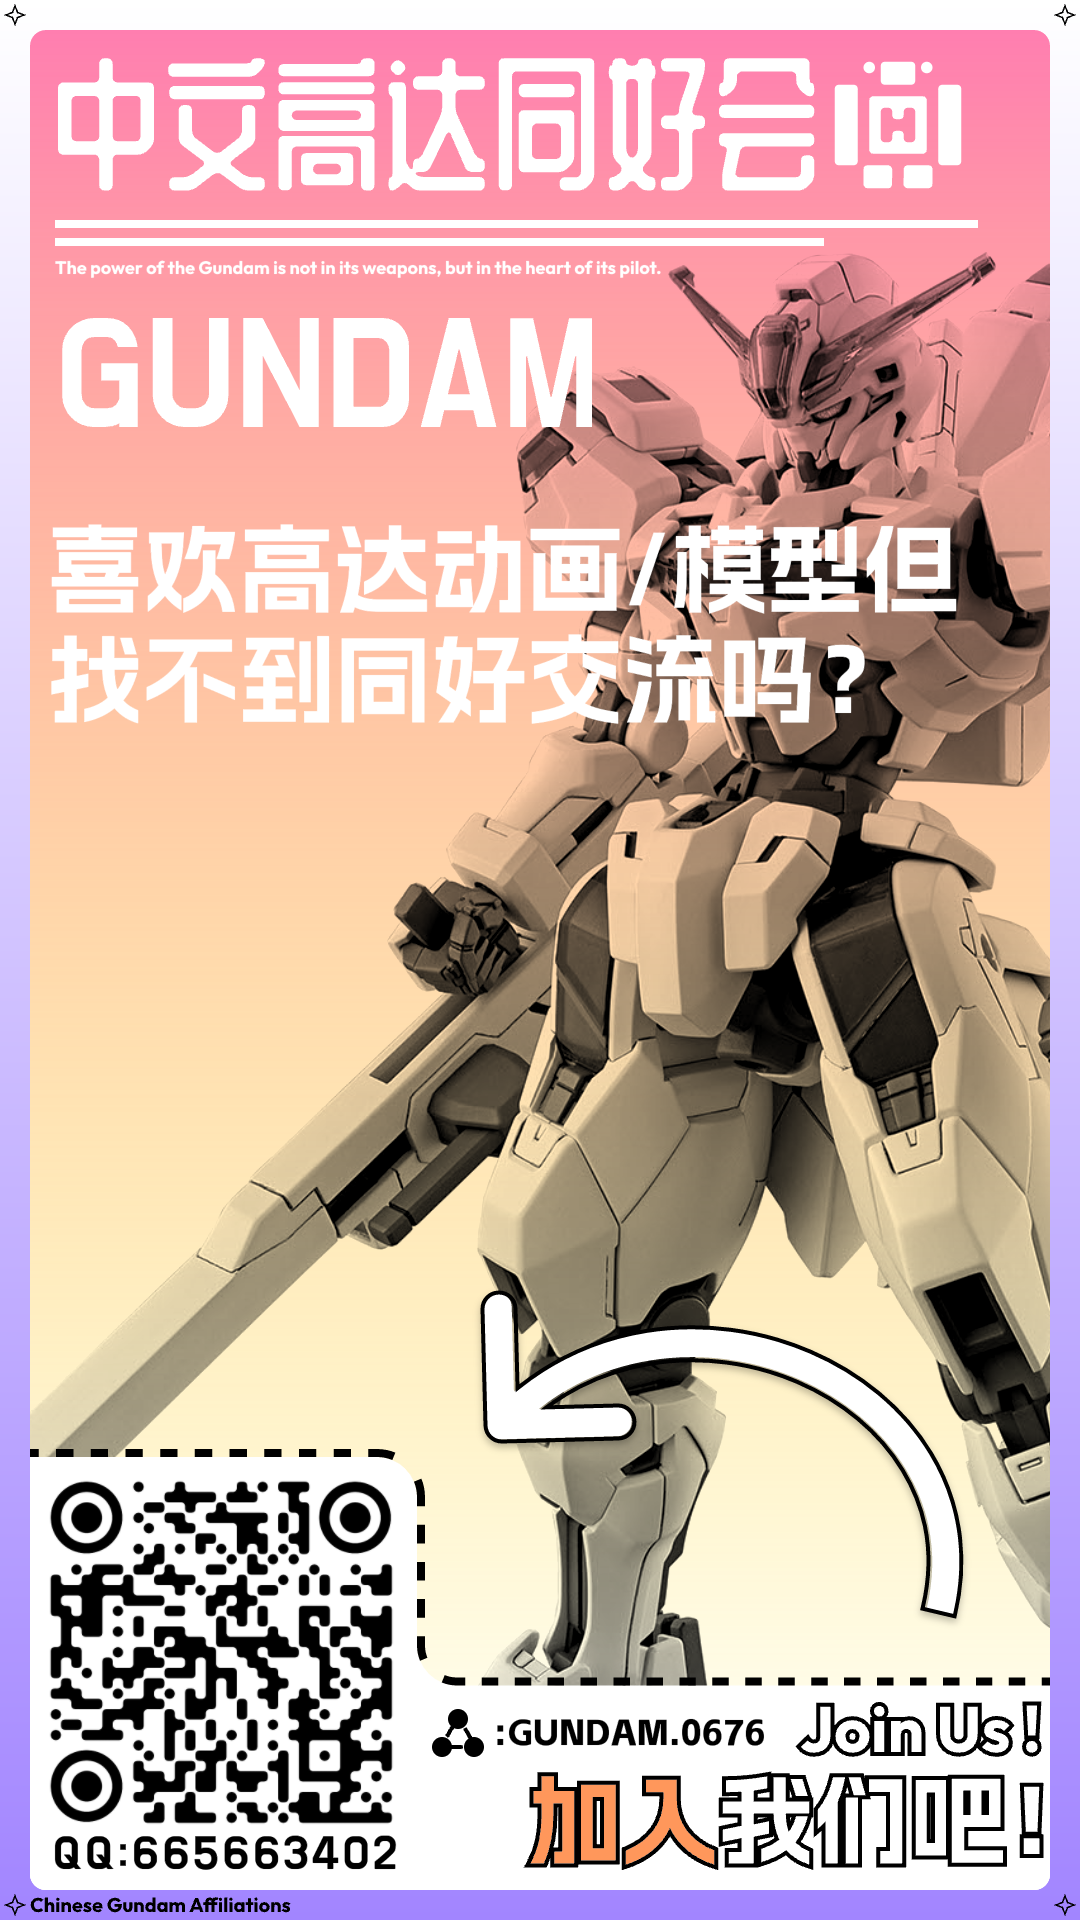 中文高达同好会
The power of the Gundam is not in its weapons, but in the heart of its pilot.
GUNDAM
喜欢高达动画/模型但
找不到同好交流吗？
:GUNDAM.0676
Join Us!
加入我们吧!
QQ:665663402
Chinese Gundam Affiliations